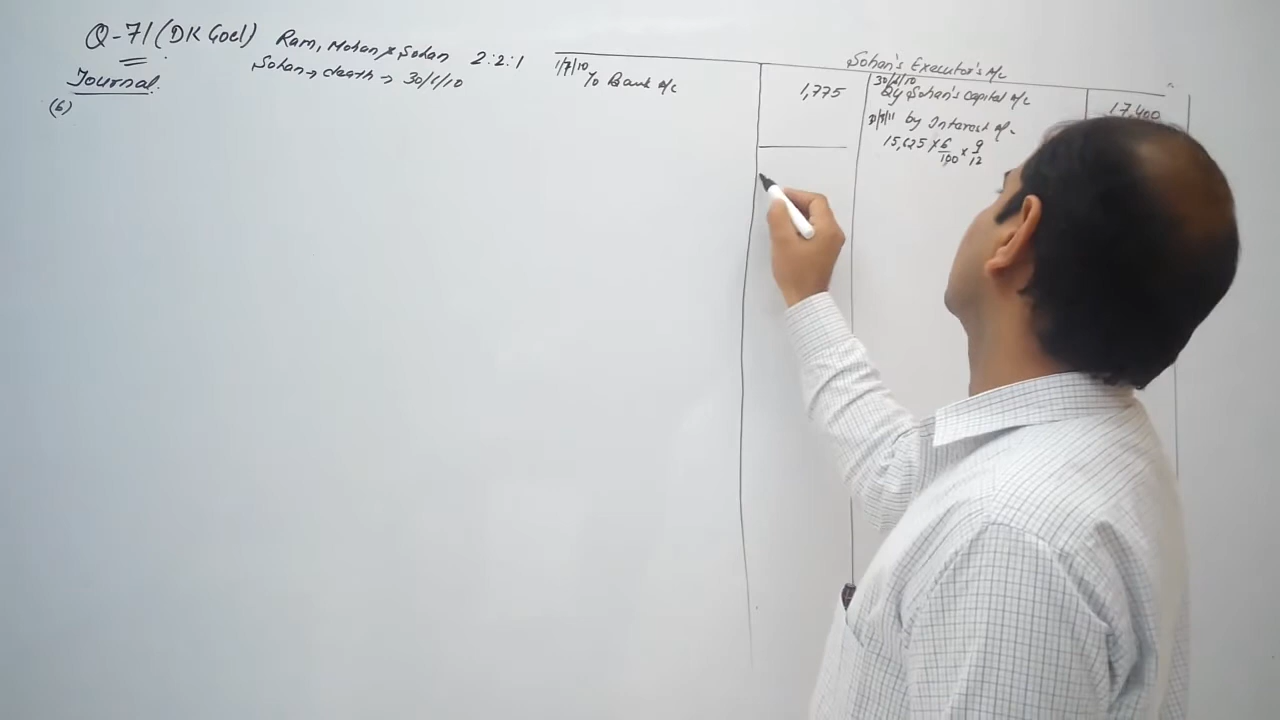 Q-71 (DK Goel) Ram, Mohan & Sohan 2:2:1
Sohan → death → 30/6/10
Journal.
(6)
Sohan's Executor's A/c
1/7/10 To Bank A/c 1,775
30/6/10 By Sohan's capital A/c 17,400
31/3/11 by Interest A/c
15,625 × 6/100 × 9/12